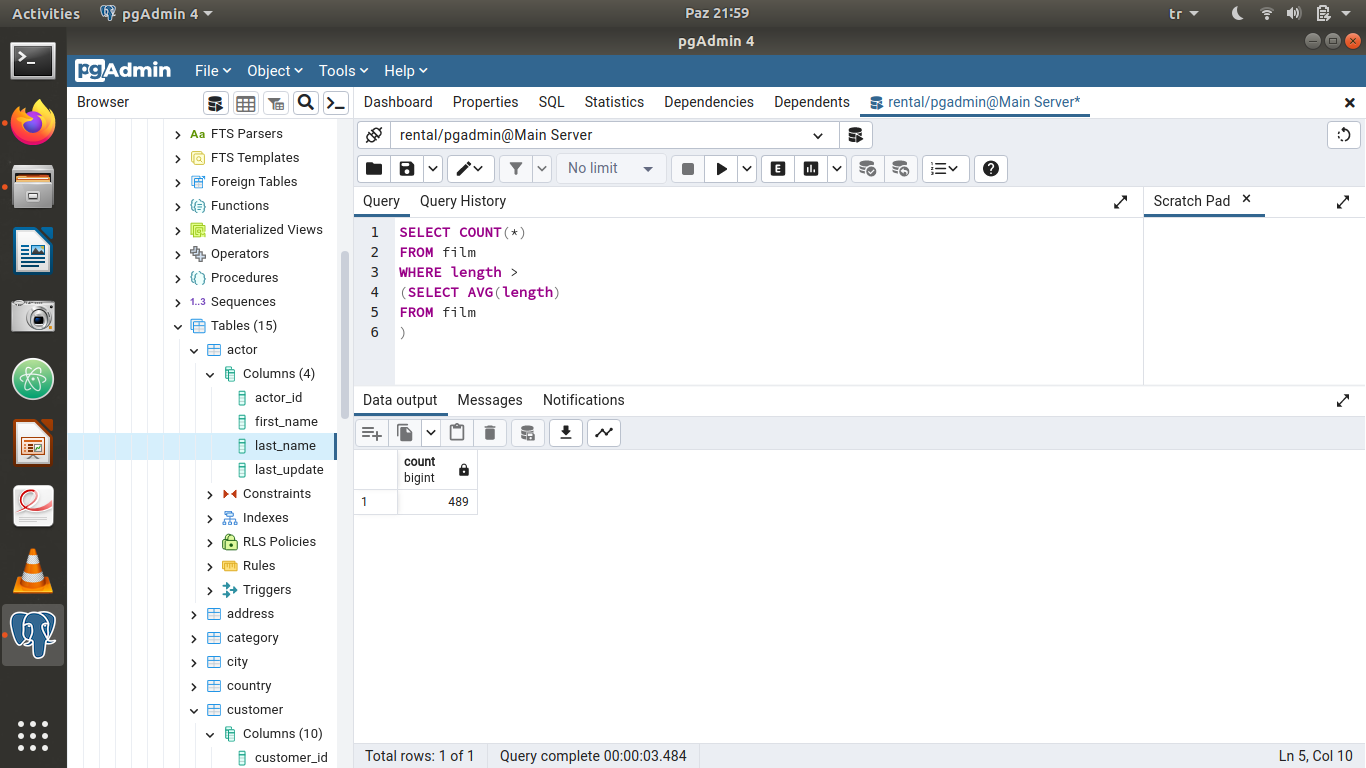 Activities
pgAdmin 4
Paz 21:59
tr
pgAdmin 4
pgAdmin
File
Object
Tools
Help
Browser
Dashboard
Properties
SQL
Statistics
Dependencies
Dependents
rental/pgadmin@Main Server*
FTS Parsers
FTS Templates
Foreign Tables
Functions
Materialized Views
Operators
Procedures
1..3 Sequences
Tables (15)
actor
Columns (4)
actor_id
first_name
last_name
last_update
Constraints
Indexes
RLS Policies
Rules
Triggers
address
category
city
country
customer
Columns (10)
customer_id
rental/pgadmin@Main Server
No limit
E
Query
Query History
Scratch Pad
1 SELECT COUNT(*)
2 FROM film
3 WHERE length >
4 (SELECT AVG(length)
5 FROM film
6 )
Data output
Messages
Notifications
count
bigint
1 489
Total rows: 1 of 1
Query complete 00:00:03.484
Ln 5, Col 10